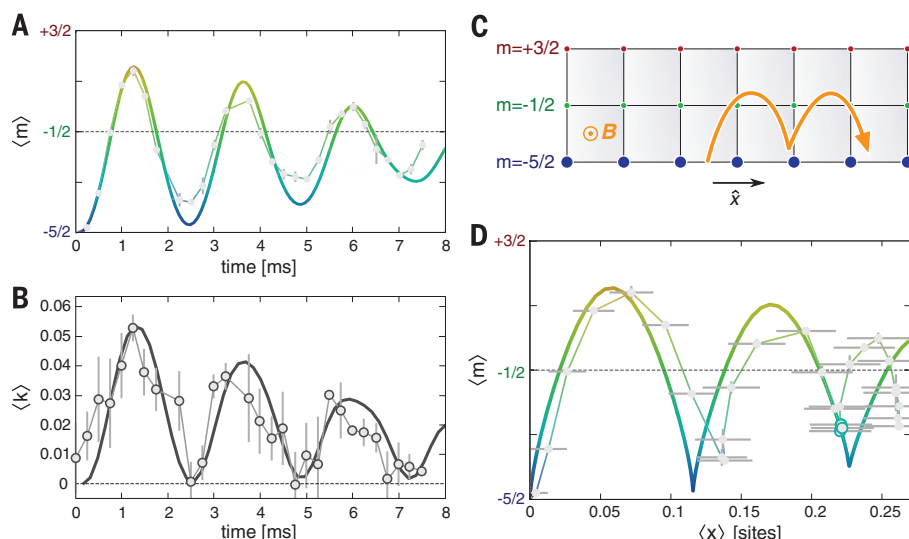 A
+3/2
-1/2
-5/2
⟨m⟩
0 1 2 3 4 5 6 7 8
time [ms]
B
0.06
0.05
0.04
0.03
0.02
0.01
0
⟨k⟩
0 1 2 3 4 5 6 7 8
time [ms]
C
m=+3/2
m=-1/2
m=-5/2
B
x̂
D
+3/2
-1/2
-5/2
⟨m⟩
0 0.05 0.1 0.15 0.2 0.25
⟨x⟩ [sites]